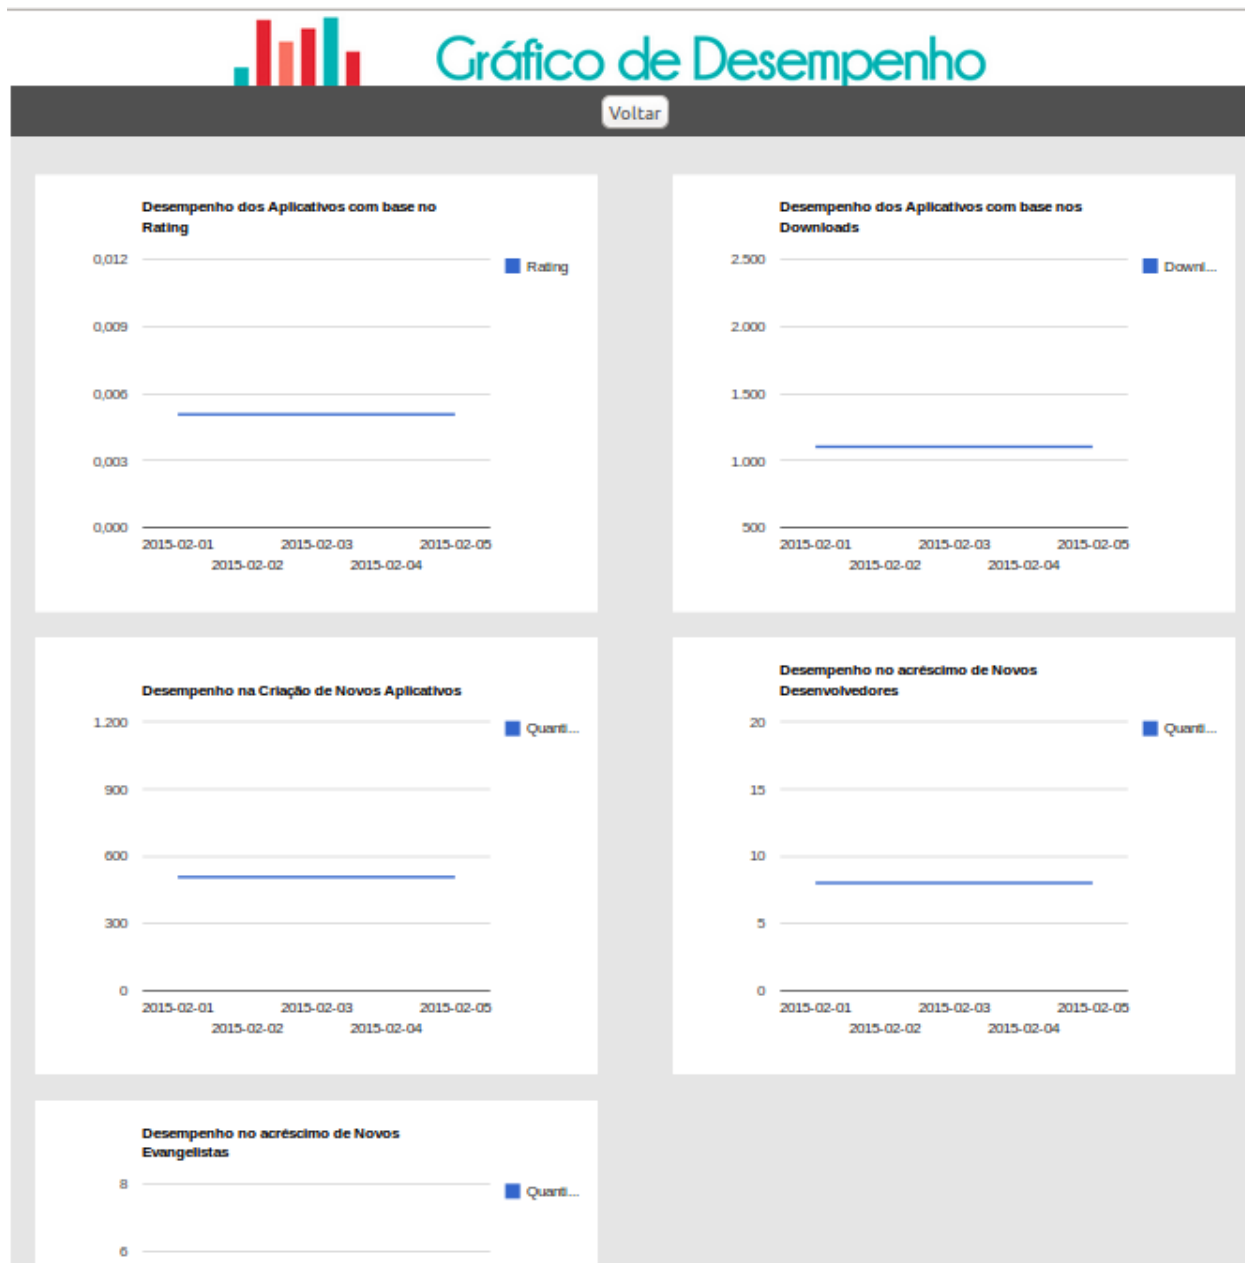 Gráfico de Desempenho
Voltar
Desempenho dos Aplicativos com base no
Rating
0,012
Rating
0,009
0,006
0,003
0,000
2015-02-01 2015-02-03 2015-02-05
2015-02-02 2015-02-04
Desempenho dos Aplicativos com base nos
Downloads
2.500
Downl...
2.000
1.500
1.000
500
2015-02-01 2015-02-03 2015-02-05
2015-02-02 2015-02-04
Desempenho na Criação de Novos Aplicativos
1.200
Quanti...
900
600
300
0
2015-02-01 2015-02-03 2015-02-05
2015-02-02 2015-02-04
Desempenho no acréscimo de Novos
Desenvolvedores
20
Quanti...
15
10
5
0
2015-02-01 2015-02-03 2015-02-05
2015-02-02 2015-02-04
Desempenho no acréscimo de Novos
Evangelistas
8
Quanti...
6